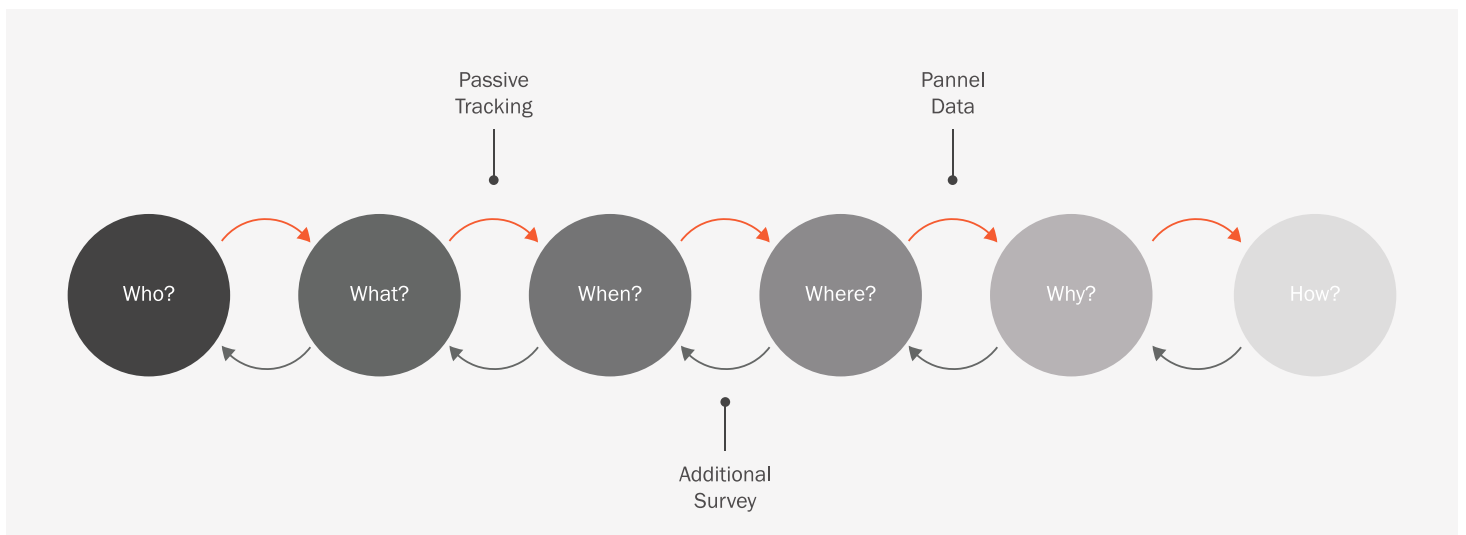 Passive
Tracking
Pannel
Data
Who?
What?
When?
Where?
Why?
How?
Additional
Survey